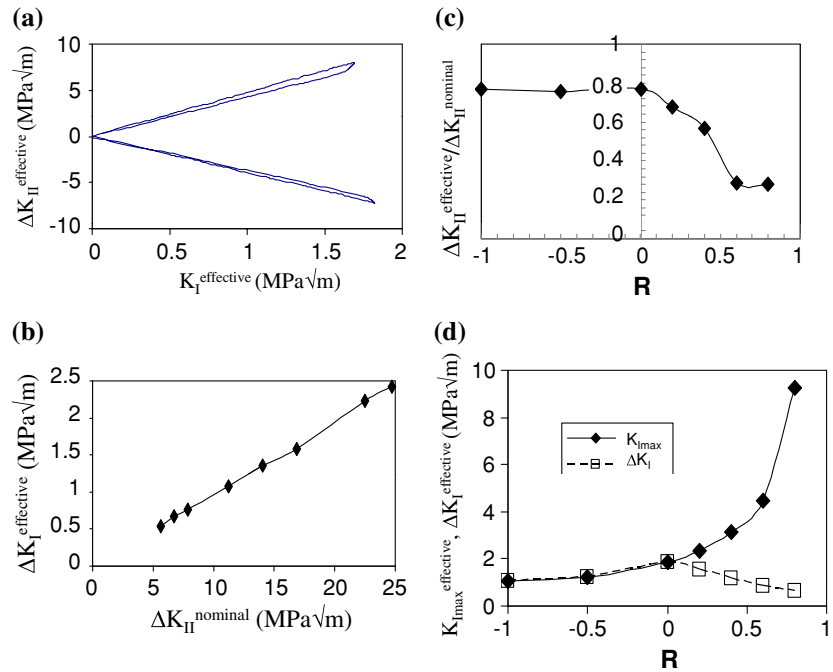 (a)
ΔK_II^effective (MPa√m)
10
5
0
-5
-10
0 0.5 1 1.5 2
K_I^effective (MPa√m)
(b)
ΔK_I^effective (MPa√m)
2.5
2
1.5
1
0.5
0
0 5 10 15 20 25
ΔK_II^nominal (MPa√m)
(c)
ΔK_II^effective/ΔK_II^nominal
1
0.8
0.6
0.4
0.2
0
-1 -0.5 0 0.5 1
R
(d)
K_Imax^effective, ΔK_I^effective (MPa√m)
10
8
6
4
2
0
K_Imax
ΔK_I
-1 -0.5 0 0.5 1
R